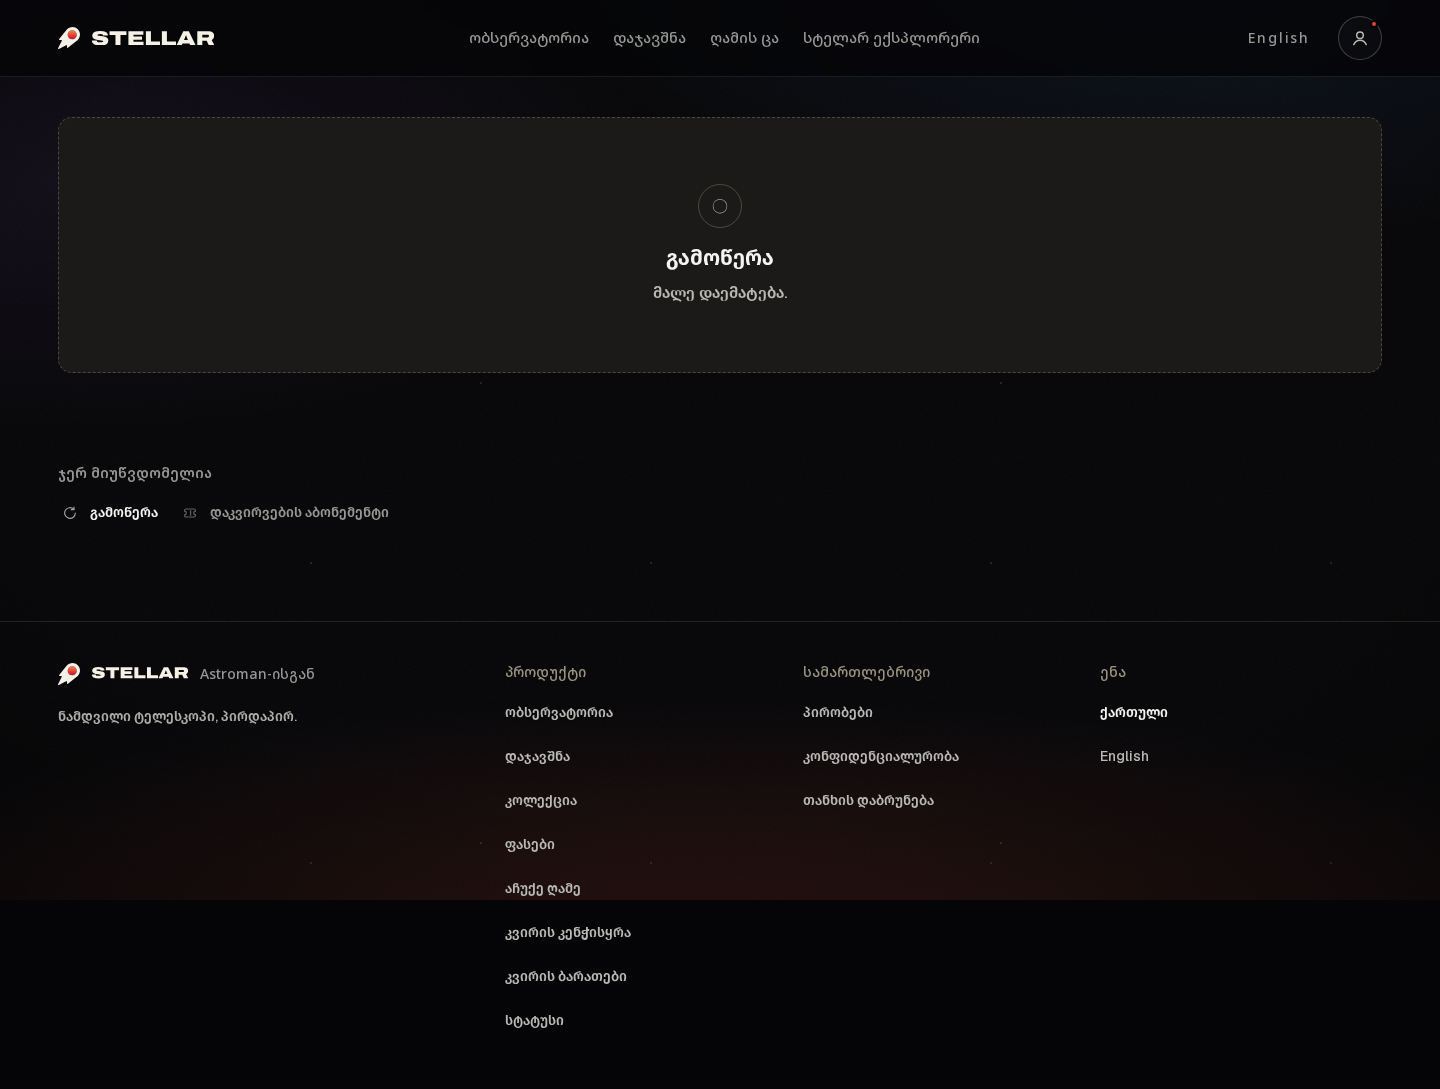 STELLAR
ობსერვატორია
დაჯავშნა
ღამის ცა
სტელარ ექსპლორერი
English
გამოწერა
მალე დაემატება.
ჯერ მიუწვდომელია
გამოწერა
დაკვირვების აბონემენტი
STELLAR Astroman-ისგან
ნამდვილი ტელესკოპი, პირდაპირ.
პროდუქტი
ობსერვატორია
დაჯავშნა
კოლექცია
ფასები
აჩუქე ღამე
კვირის კენჭისყრა
კვირის ბარათები
სტატუსი
სამართლებრივი
პირობები
კონფიდენციალურობა
თანხის დაბრუნება
ენა
ქართული
English